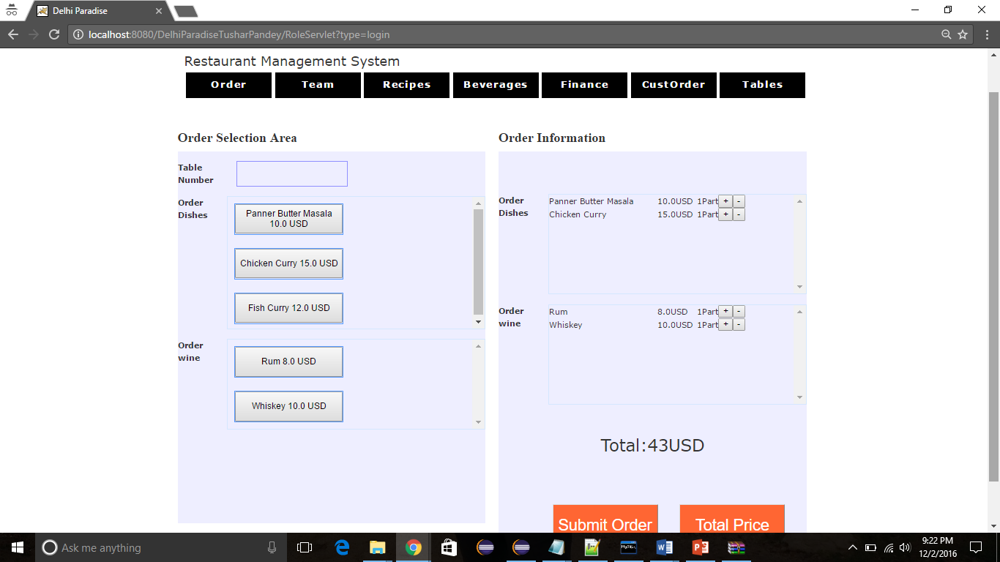 Delhi Paradise
localhost:8080/DelhiParadiseTusharPandey/RoleServlet?type=login
Restaurant Management System
Order Team Recipes Beverages Finance CustOrder Tables
Order Selection Area
Table
Number
Order
Dishes
Panner Butter Masala
10.0 USD
Chicken Curry 15.0 USD
Fish Curry 12.0 USD
Order
wine
Rum 8.0 USD
Whiskey 10.0 USD
Order Information
Order
Dishes
Panner Butter Masala 10.0USD 1Part + -
Chicken Curry 15.0USD 1Part + -
Order
wine
Rum 8.0USD 1Part + -
Whiskey 10.0USD 1Part + -
Total:43USD
Submit Order Total Price
Ask me anything
9:22 PM
12/2/2016